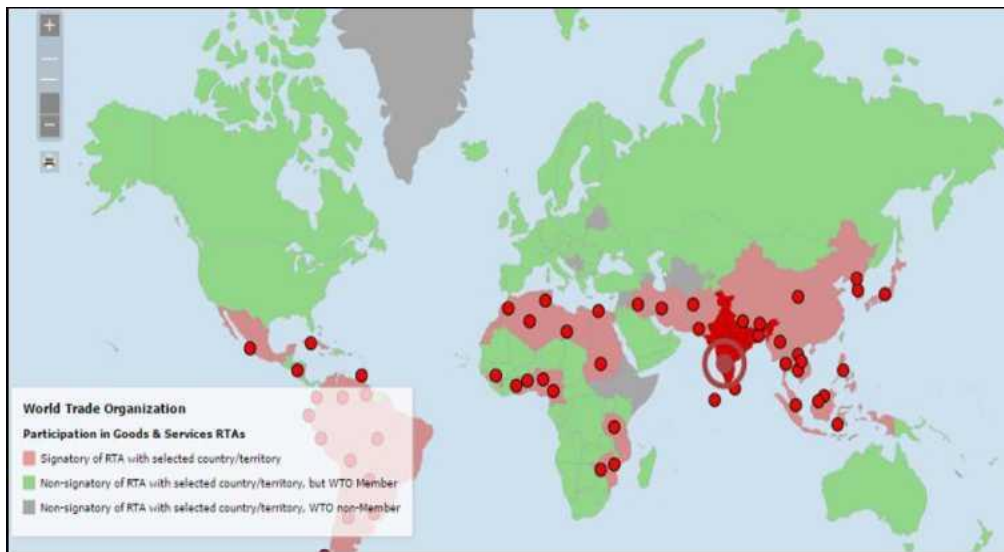 World Trade Organization
Participation in Goods & Services RTAs
Signatory of RTA with selected country/territory
Non-signatory of RTA with selected country/territory, but WTO Member
Non-signatory of RTA with selected country/territory, WTO non-Member